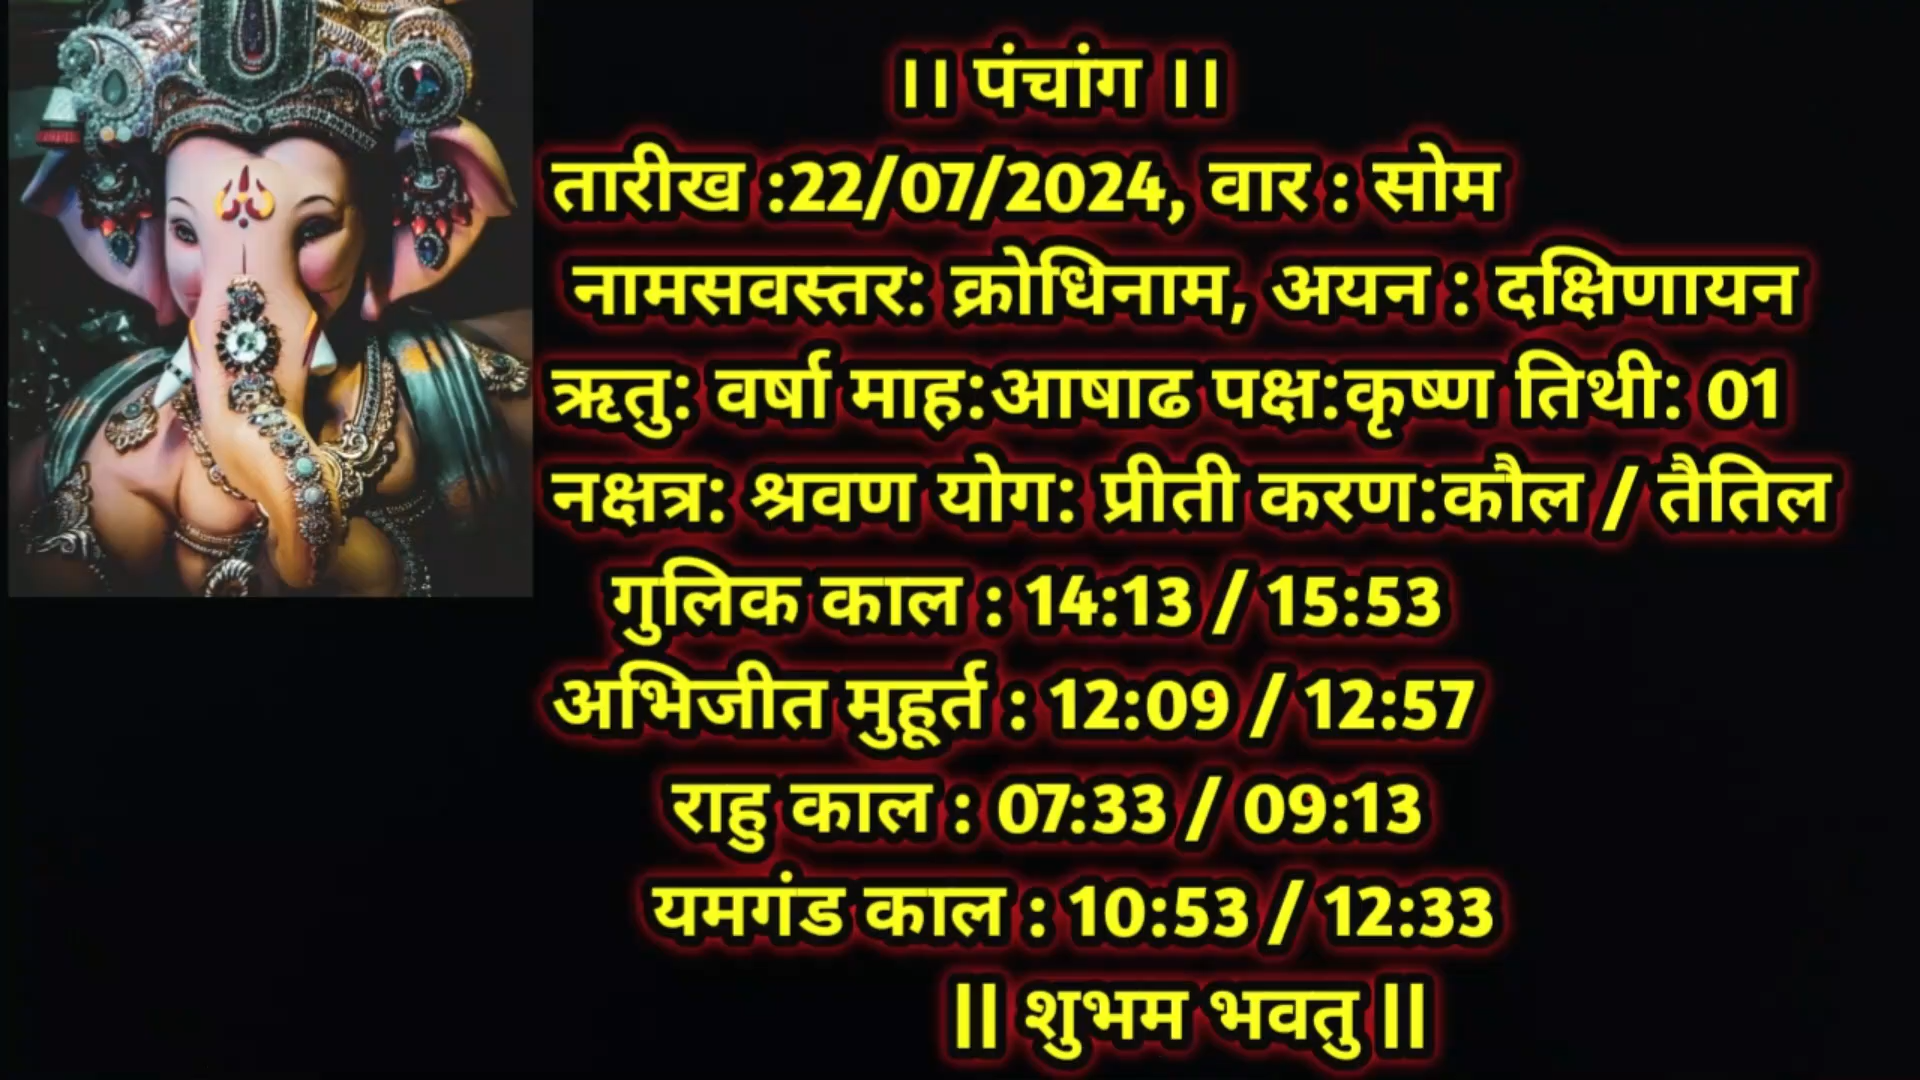 ।। पंचांग ।।
तारीख :22/07/2024, वार : सोम
नामसवस्तर: क्रोधिनाम, अयन : दक्षिणायन
ऋतु: वर्षा माह:आषाढ पक्ष:कृष्ण तिथी: 01
नक्षत्र: श्रवण योग: प्रीती करण:कौल / तैतिल
गुलिक काल : 14:13 / 15:53
अभिजीत मुहूर्त : 12:09 / 12:57
राहु काल : 07:33 / 09:13
यमगंड काल : 10:53 / 12:33
|| शुभम भवतु ||